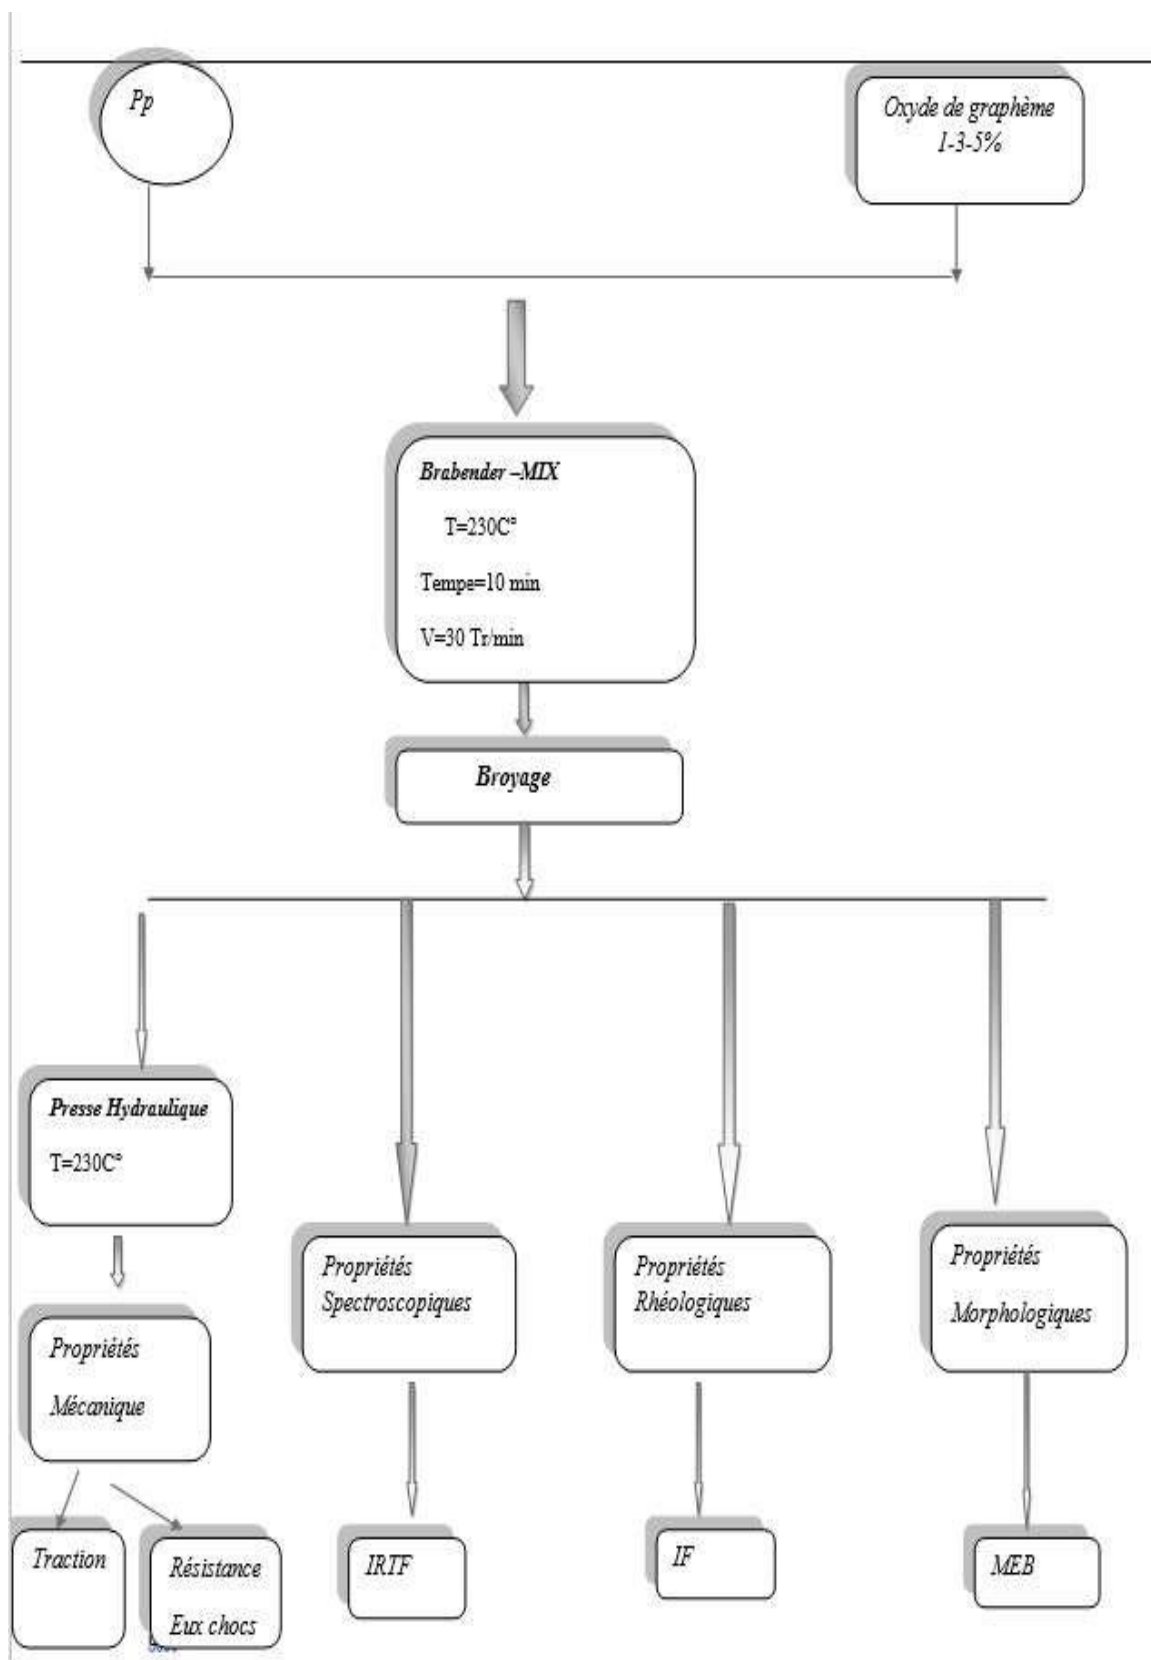 Pp
Oxyde de graphème
1-3-5%
Brabender –MIX
T=230C°
Tempe=10 min
V=30 Tr/min
Broyage
Presse Hydraulique
T=230C°
Propriétés
Spectroscopiques
Propriétés
Rhéologiques
Propriétés
Morphologiques
Propriétés
Mécanique
Traction
Résistance
Eux chocs
IRTF
IF
MEB